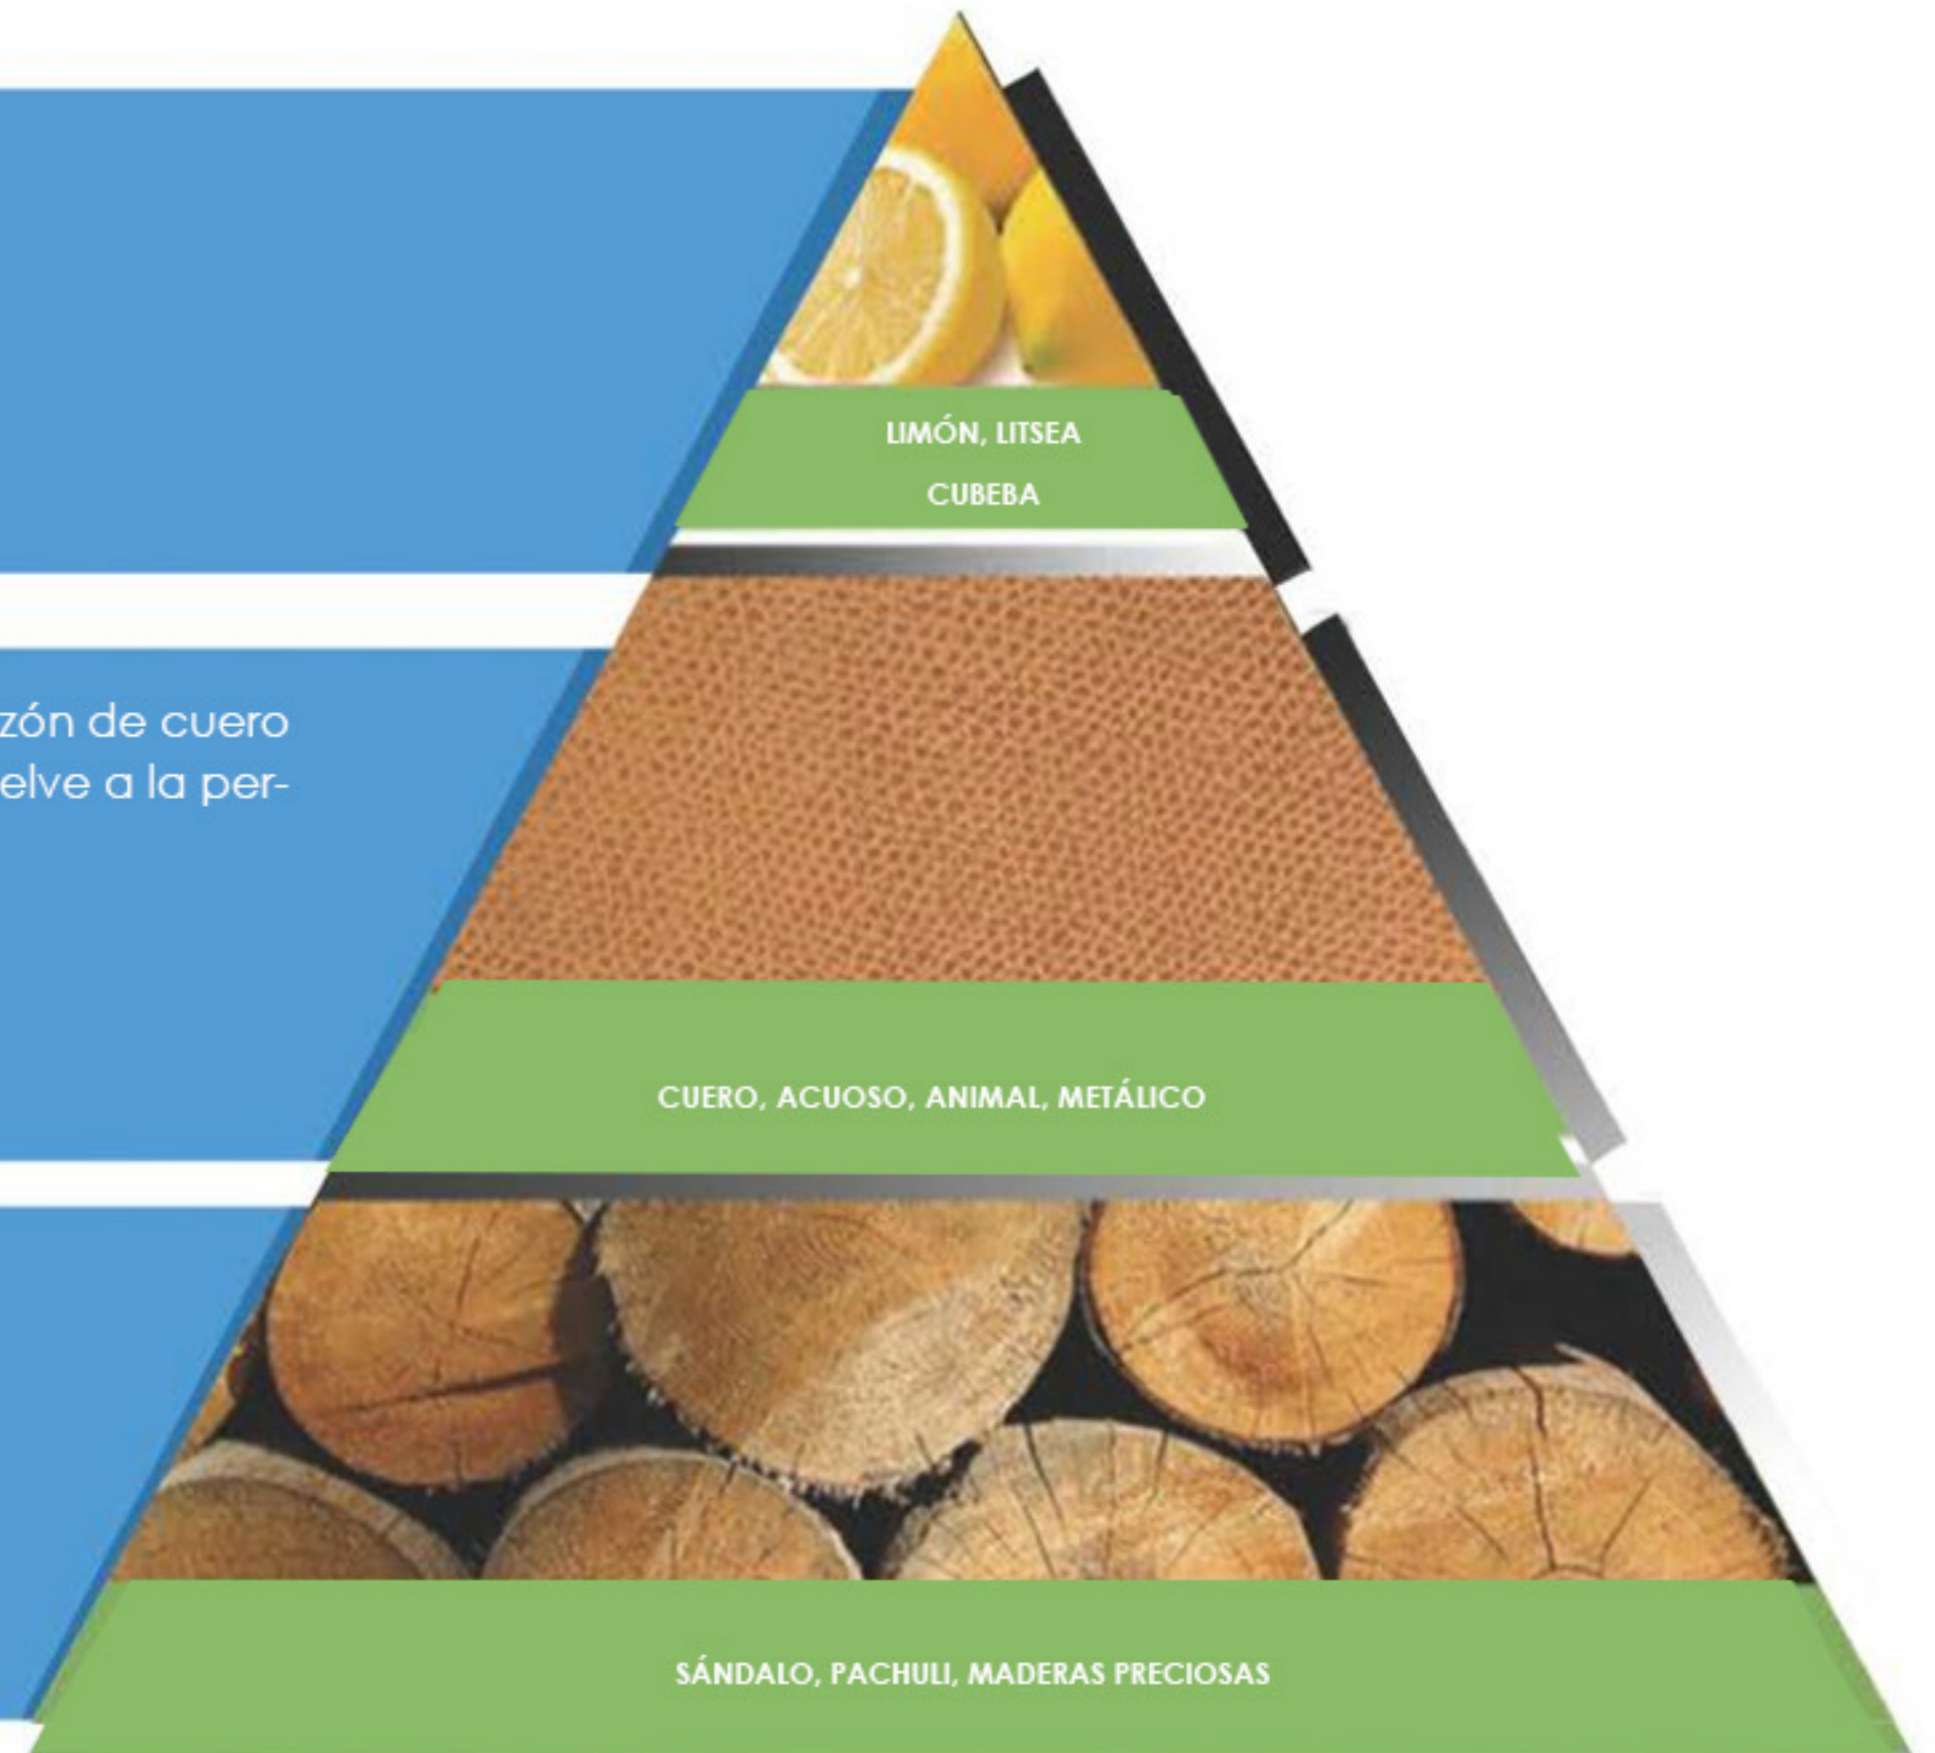 LIMÓN, LITSEA
CUBEBA
zón de cuero
elve a la per-
CUERO, ACUOSO, ANIMAL, METÁLICO
SÁNDALO, PACHULI, MADERAS PRECIOSAS